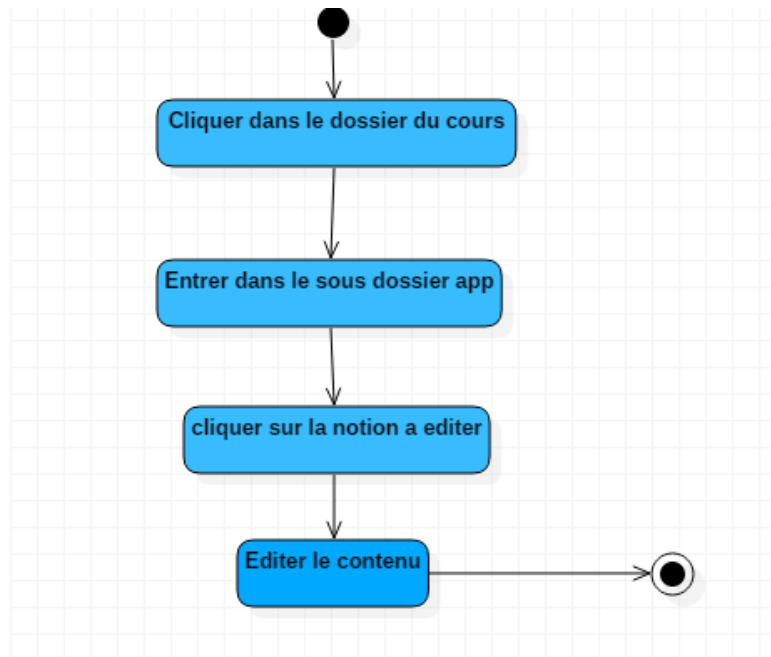 Cliquer dans le dossier du cours
Entrer dans le sous dossier app
cliquer sur la notion a editer
Editer le contenu